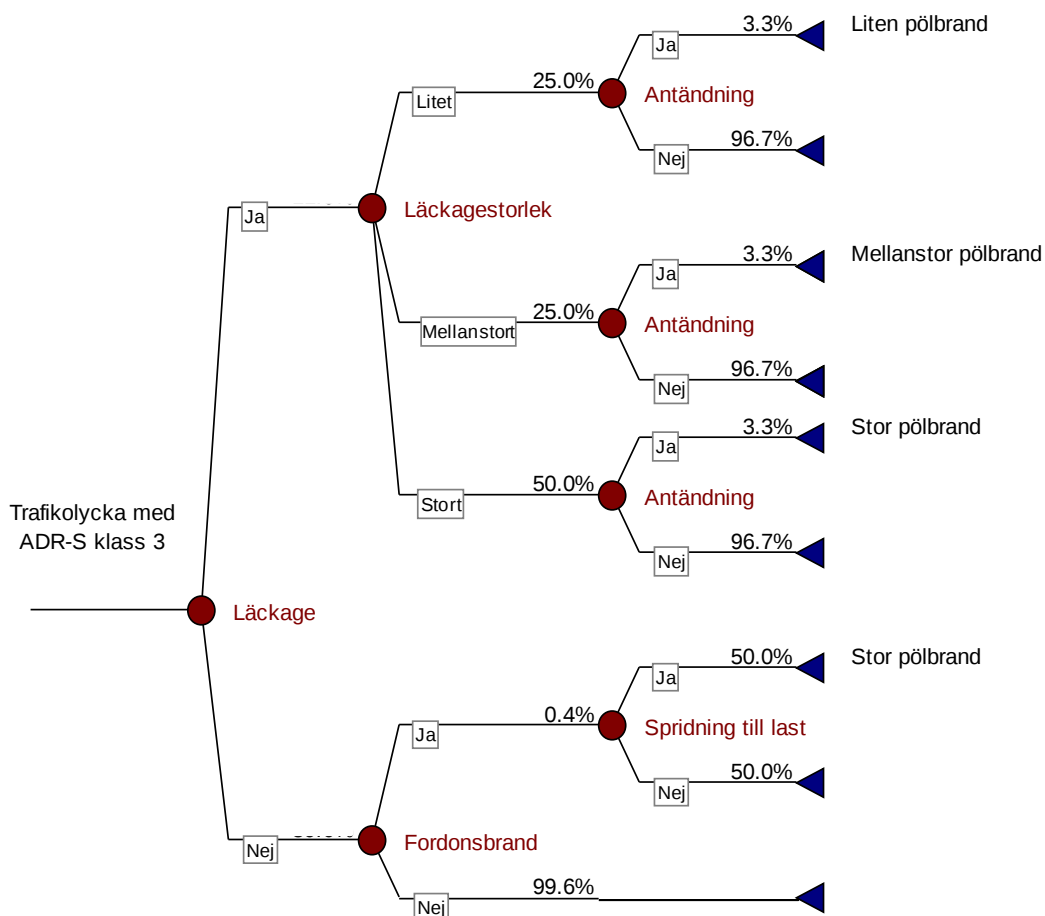 3.3%
Liten pölbrand
Ja
25.0%
Litet
Antändning
96.7%
Nej
Ja
Läckagestorlek
3.3%
Mellanstor pölbrand
Ja
25.0%
Mellanstort
Antändning
96.7%
Nej
3.3%
Stor pölbrand
Ja
50.0%
Stort
Antändning
96.7%
Nej
Trafikolycka med
ADR-S klass 3
Läckage
50.0%
Stor pölbrand
Ja
0.4%
Ja
Spridning till last
50.0%
Nej
Nej
Fordonsbrand
99.6%
Nej